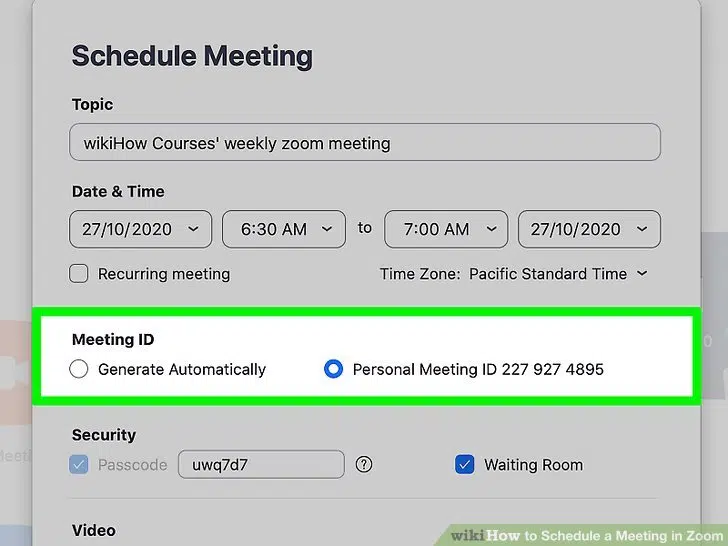 Schedule Meeting
Topic
wikiHow Courses' weekly zoom meeting
Date & Time
27/10/2020 6:30 AM to 7:00 AM 27/10/2020
Recurring meeting Time Zone: Pacific Standard Time
Meeting ID
Generate Automatically Personal Meeting ID 227 927 4895
Security
Passcode uwq7d7 ? Waiting Room
Video
wikiHow to Schedule a Meeting in Zoom